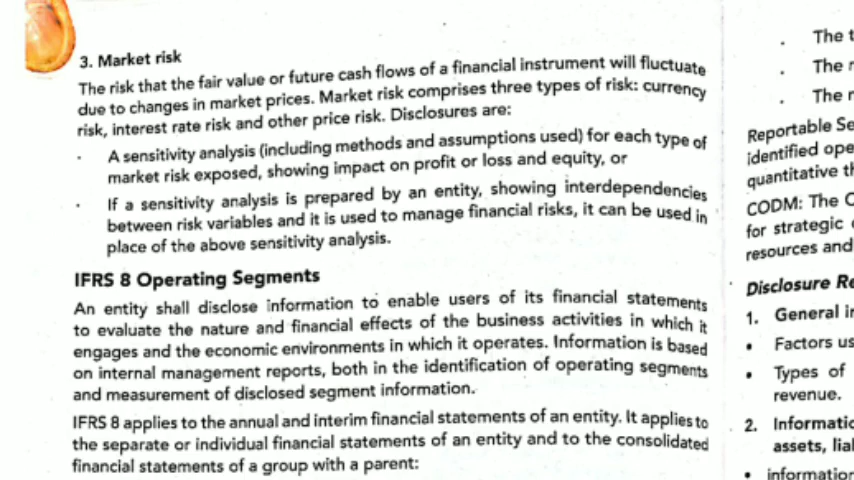 3. Market risk
The risk that the fair value or future cash flows of a financial instrument will fluctuate
due to changes in market prices. Market risk comprises three types of risk: currency
risk, interest rate risk and other price risk. Disclosures are:
· A sensitivity analysis (including methods and assumptions used) for each type of
market risk exposed, showing impact on profit or loss and equity, or
· If a sensitivity analysis is prepared by an entity, showing interdependencies
between risk variables and it is used to manage financial risks, it can be used in
place of the above sensitivity analysis.
IFRS 8 Operating Segments
An entity shall disclose information to enable users of its financial statements
to evaluate the nature and financial effects of the business activities in which it
engages and the economic environments in which it operates. Information is based
on internal management reports, both in the identification of operating segments
and measurement of disclosed segment information.
IFRS 8 applies to the annual and interim financial statements of an entity. It applies to
the separate or individual financial statements of an entity and to the consolidated
financial statements of a group with a parent:
· The
· The
· The
Reportable
identified
quantitative
CODM: The
for strategic
resources and
Disclosure
1. General
• Factors
• Types of
revenue.
2.
assets,
• information